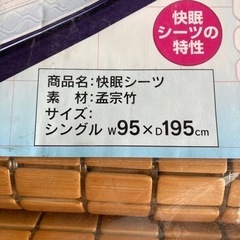 快眠
シーツの
特性
商品名:快眠シーツ
素 材:孟宗竹
サイズ:
シングル W95×D195cm